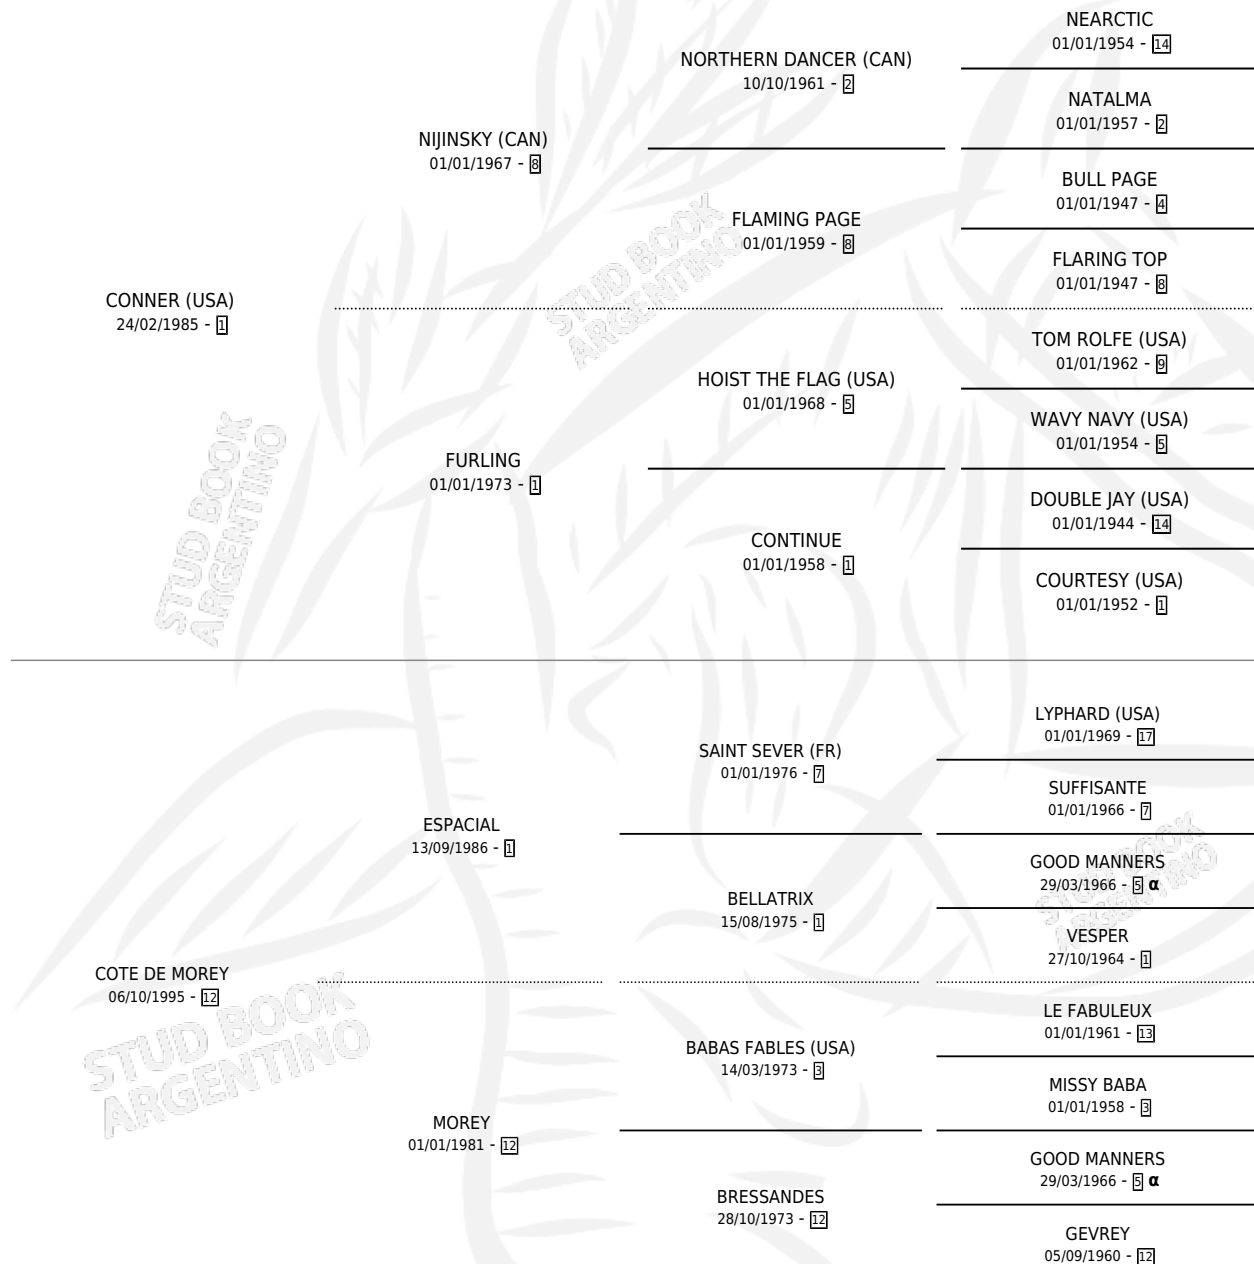 NEARCTIC
01/01/1954 - 14
NORTHERN DANCER (CAN)
10/10/1961 - 2
NATALMA
01/01/1957 - 2
NIJINSKY (CAN)
01/01/1967 - 8
BULL PAGE
01/01/1947 - 4
FLAMING PAGE
01/01/1959 - 8
FLARING TOP
01/01/1947 - 8
STUD BOOK
ARGENTINO
CONNER (USA)
24/02/1985 - 1
TOM ROLFE (USA)
01/01/1962 - 9
HOIST THE FLAG (USA)
01/01/1968 - 5
WAVY NAVY (USA)
01/01/1954 - 5
FURLING
01/01/1973 - 1
DOUBLE JAY (USA)
01/01/1944 - 14
CONTINUE
01/01/1958 - 1
COURTESY (USA)
01/01/1952 - 1
STUD BOOK
ARGENTINO
LYPHARD (USA)
01/01/1969 - 17
SAINT SEVER (FR)
01/01/1976 - 7
SUFFISANTE
01/01/1966 - 7
ESPACIAL
13/09/1986 - 1
GOOD MANNERS
29/03/1966 - 5 α
BELLATRIX
15/08/1975 - 1
VESPER
27/10/1964 - 1
STUD BOOK
ARGENTINO
COTE DE MOREY
06/10/1995 - 12
LE FABULEUX
01/01/1961 - 13
BABAS FABLES (USA)
14/03/1973 - 3
MISSY BABA
01/01/1958 - 3
STUD BOOK
ARGENTINO
MOREY
01/01/1981 - 12
GOOD MANNERS
29/03/1966 - 5 α
BRESSANDES
28/10/1973 - 12
GEVREY
05/09/1960 - 12